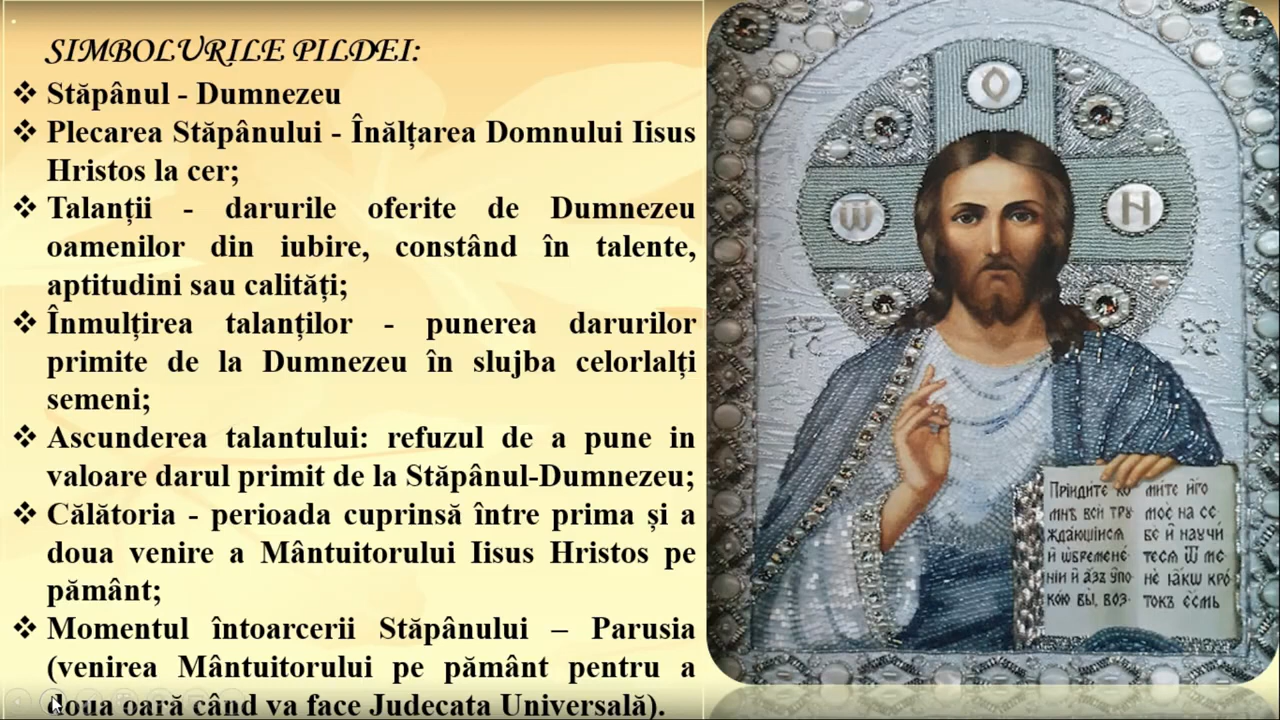 SIMBOLURILE PILDEI:
❖ Stăpânul - Dumnezeu
❖ Plecarea Stăpânului - Înălțarea Domnului Iisus
Hristos la cer;
❖ Talanții - darurile oferite de Dumnezeu
oamenilor din iubire, constând în talente,
aptitudini sau calități;
❖ Înmulțirea talanților - punerea darurilor
primite de la Dumnezeu în slujba celorlalți
semeni;
❖ Ascunderea talantului: refuzul de a pune in
valoare darul primit de la Stăpânul-Dumnezeu;
❖ Călătoria - perioada cuprinsă între prima și a
doua venire a Mântuitorului Iisus Hristos pe
pământ;
❖ Momentul întoarcerii Stăpânului – Parusia
(venirea Mântuitorului pe pământ pentru a
doua oară când va face Judecata Universală).
Ѿ О Н
Прїидите ко
мнѣ вси тру-
ждающїисѧ
и ѡбремене-
нїи и азъ упо-
кою вы, воз-
мите иго
мое на се-
бе и научи
тесѧ ѿ ме
не ıакѡ кро
токъ есмь